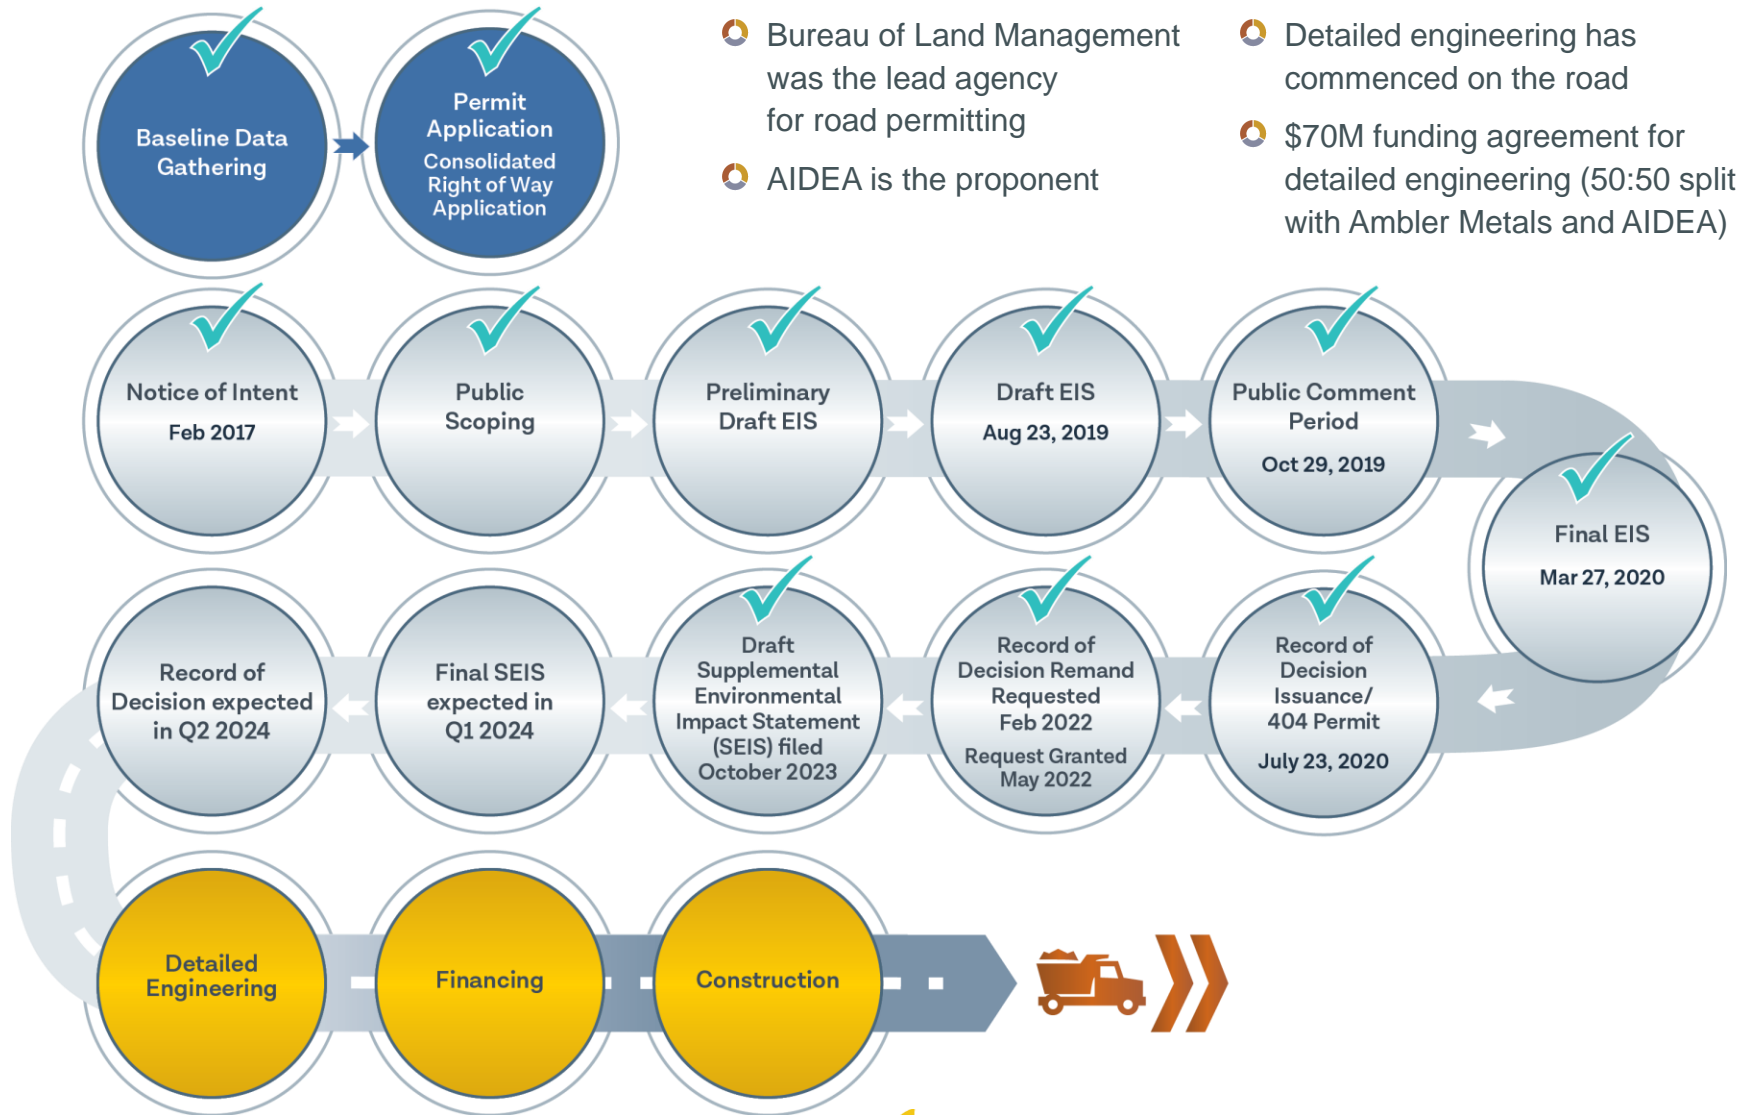 Baseline Data
Gathering
Permit
Application
Consolidated
Right of Way
Application
Bureau of Land Management
was the lead agency
for road permitting
AIDEA is the proponent
Detailed engineering has
commenced on the road
$70M funding agreement for
detailed engineering (50:50 split
with Ambler Metals and AIDEA)
Notice of Intent
Feb 2017
Public
Scoping
Preliminary
Draft EIS
Draft EIS
Aug 23, 2019
Public Comment
Period
Oct 29, 2019
Final EIS
Mar 27, 2020
Record of
Decision
Issuance/
404 Permit
July 23, 2020
Record of
Decision Remand
Requested
Feb 2022
Request Granted
May 2022
Draft
Supplemental
Environmental
Impact Statement
(SEIS) filed
October 2023
Final SEIS
expected in
Q1 2024
Record of
Decision expected
in Q2 2024
Detailed
Engineering
Financing
Construction